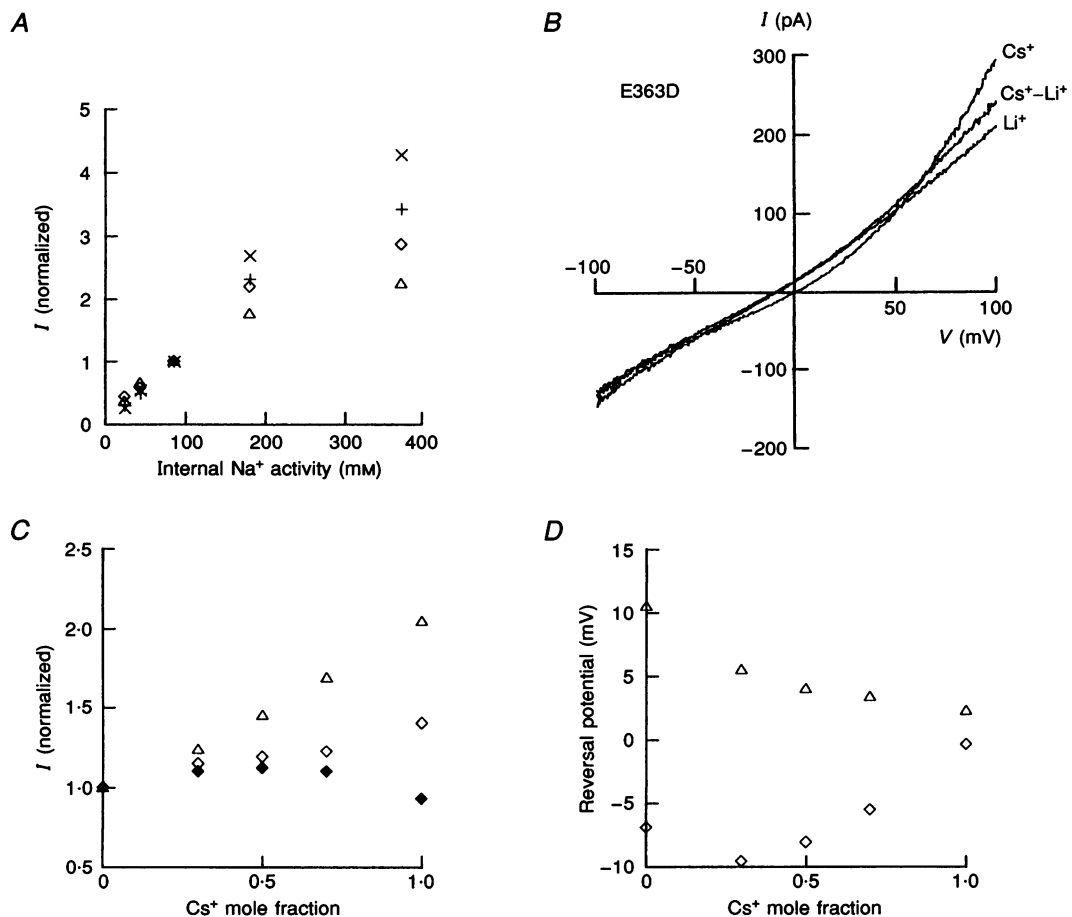 A
5
4
3
2
1
0
I (normalized)
0 100 200 300 400
Internal Na⁺ activity (mM)
B
I (pA)
E363D
300
200
100
−100
−200
−100 −50
50 100
V (mV)
Cs⁺
Cs⁺–Li⁺
Li⁺
C
2·5
2·0
1·5
1·0
0·5
I (normalized)
0 0·5 1·0
Cs⁺ mole fraction
D
15
10
5
0
−5
−10
Reversal potential (mV)
0 0·5 1·0
Cs⁺ mole fraction